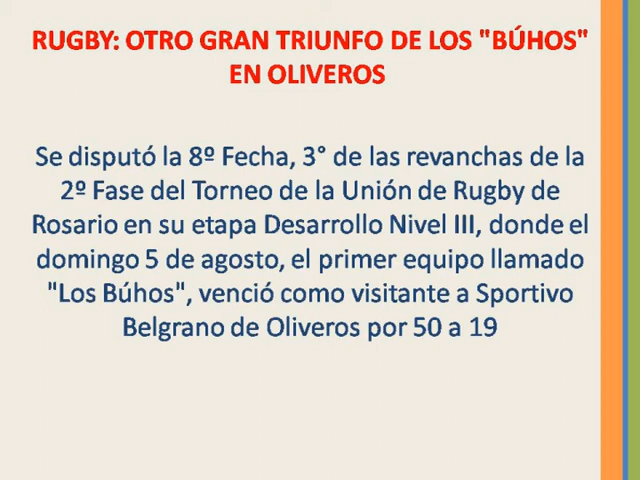 RUGBY: OTRO GRAN TRIUNFO DE LOS "BÚHOS"
EN OLIVEROS
Se disputó la 8º Fecha, 3° de las revanchas de la
2º Fase del Torneo de la Unión de Rugby de
Rosario en su etapa Desarrollo Nivel III, donde el
domingo 5 de agosto, el primer equipo llamado
"Los Búhos", venció como visitante a Sportivo
Belgrano de Oliveros por 50 a 19